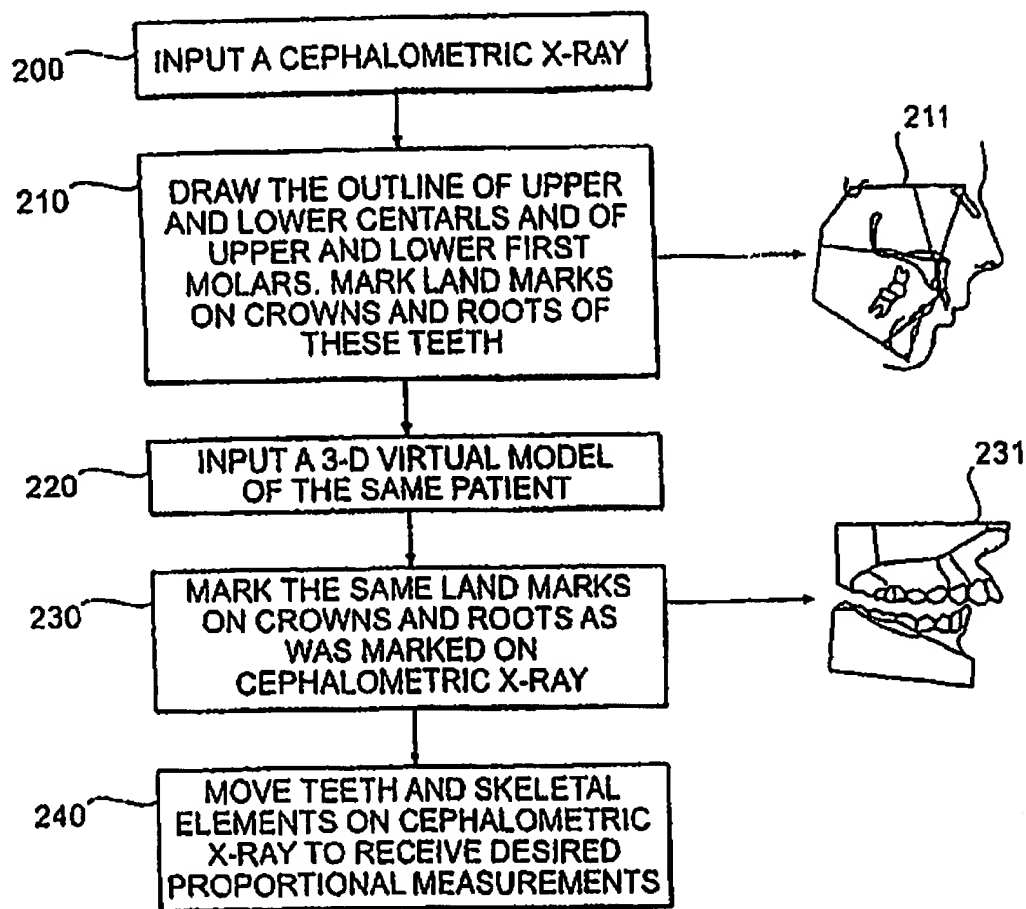 200
INPUT A CEPHALOMETRIC X-RAY
210
DRAW THE OUTLINE OF UPPER
AND LOWER CENTARLS AND OF
UPPER AND LOWER FIRST
MOLARS. MARK LAND MARKS
ON CROWNS AND ROOTS OF
THESE TEETH
211
220
INPUT A 3-D VIRTUAL MODEL
OF THE SAME PATIENT
230
MARK THE SAME LAND MARKS
ON CROWNS AND ROOTS AS
WAS MARKED ON
CEPHALOMETRIC X-RAY
231
240
MOVE TEETH AND SKELETAL
ELEMENTS ON CEPHALOMETRIC
X-RAY TO RECEIVE DESIRED
PROPORTIONAL MEASUREMENTS